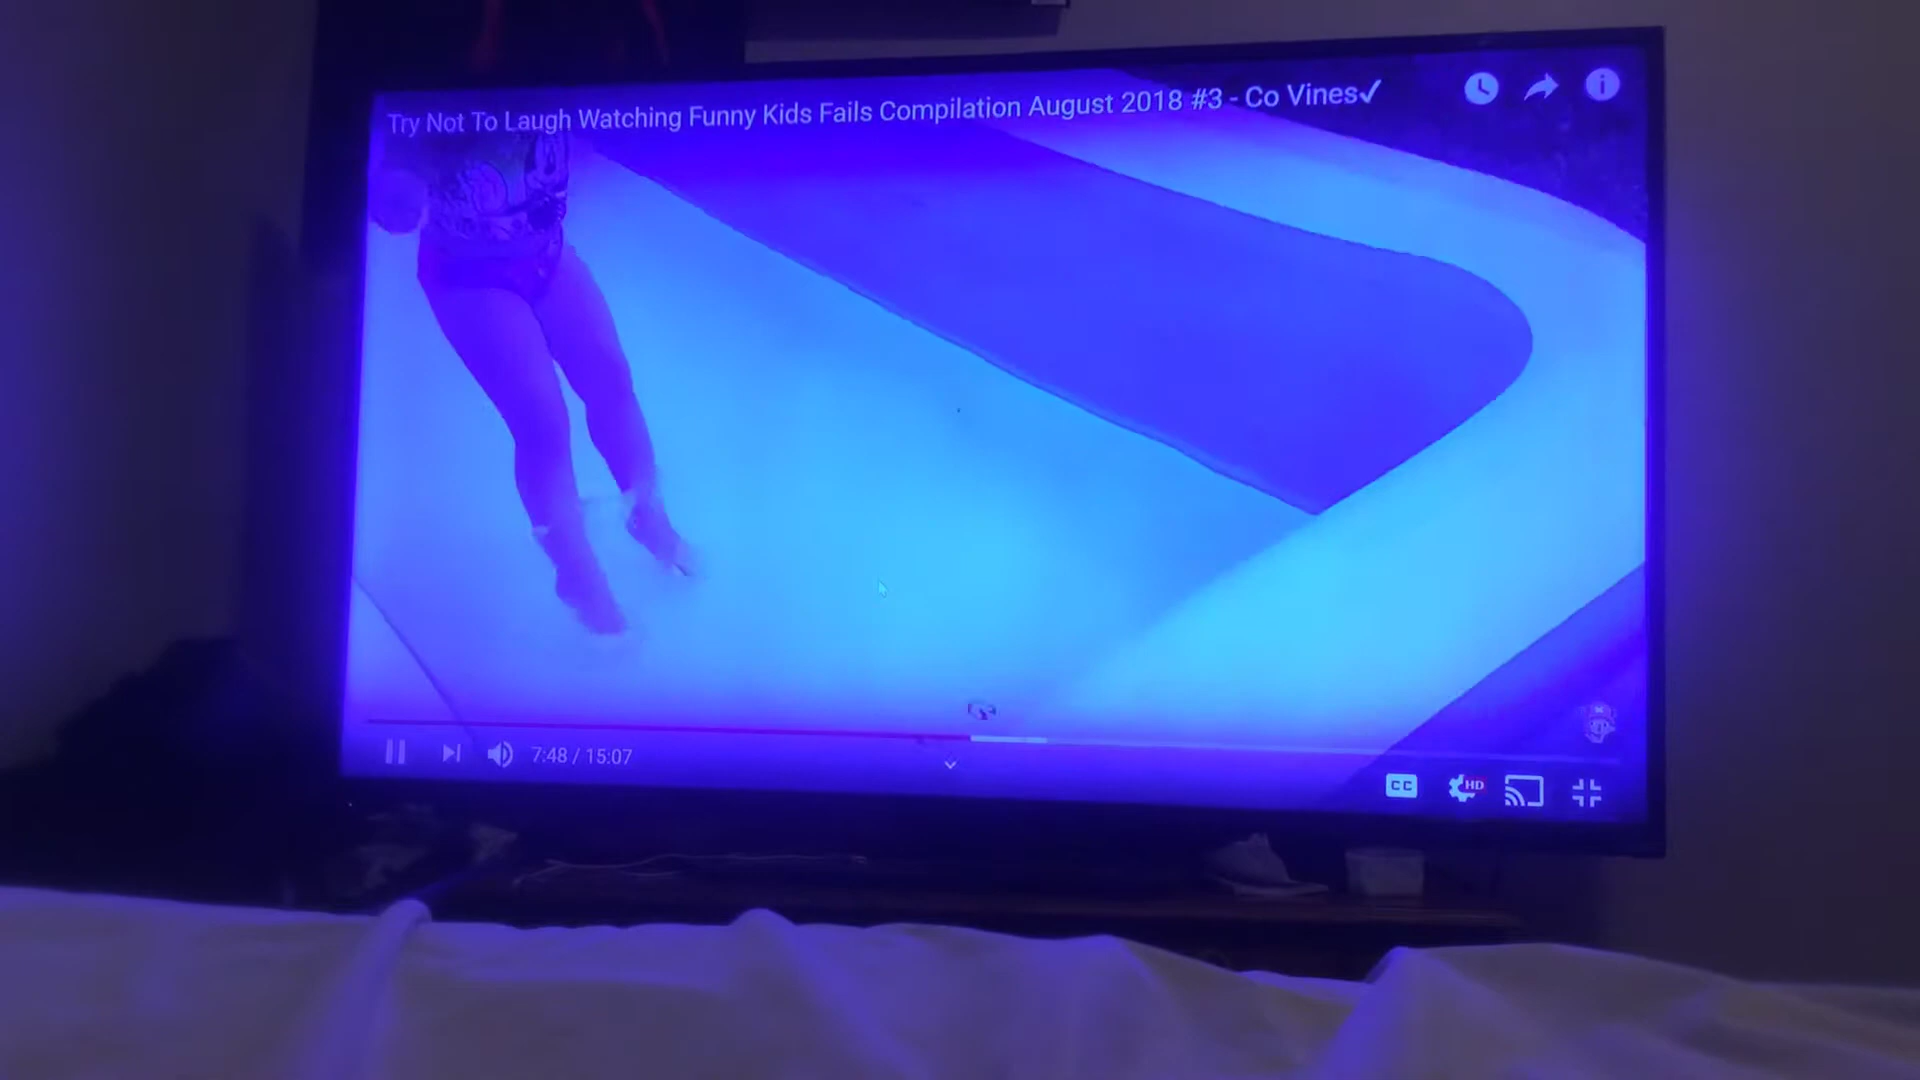 Try Not To Laugh Watching Funny Kids Fails Compilation August 2018 #3 - Co Vines✓
7:48 / 15:07
CC
HD